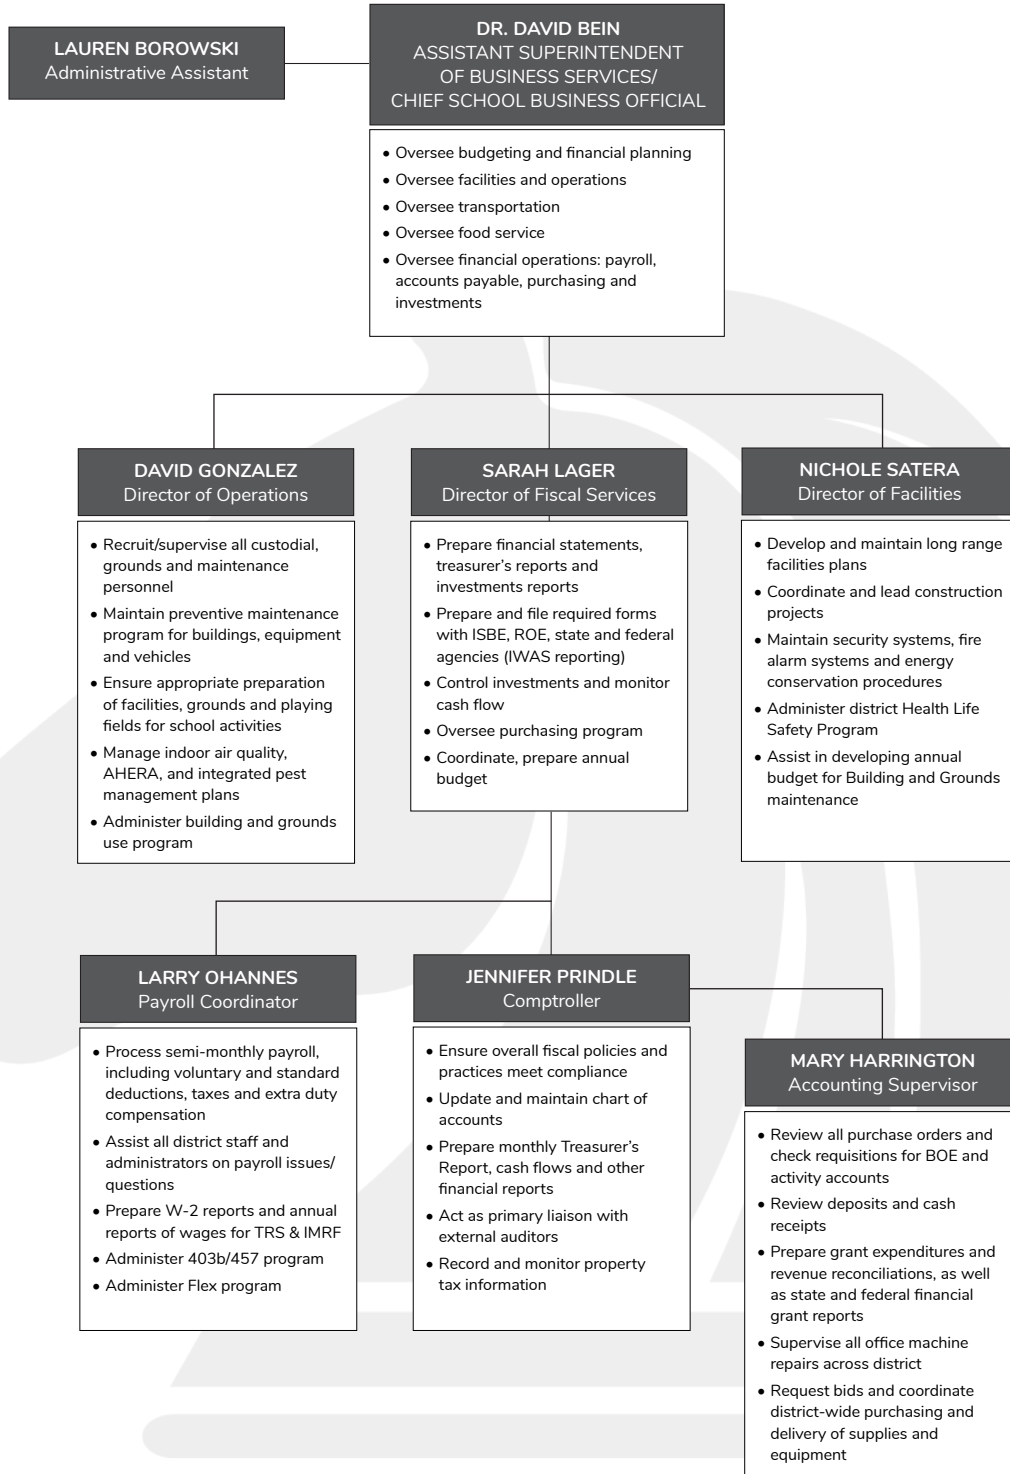 LAUREN BOROWSKI
Administrative Assistant
DR. DAVID BEIN
ASSISTANT SUPERINTENDENT
OF BUSINESS SERVICES/
CHIEF SCHOOL BUSINESS OFFICIAL
• Oversee budgeting and financial planning
• Oversee facilities and operations
• Oversee transportation
• Oversee food service
• Oversee financial operations: payroll,
accounts payable, purchasing and
investments
DAVID GONZALEZ
Director of Operations
• Recruit/supervise all custodial,
grounds and maintenance
personnel
• Maintain preventive maintenance
program for buildings, equipment
and vehicles
• Ensure appropriate preparation
of facilities, grounds and playing
fields for school activities
• Manage indoor air quality,
AHERA, and integrated pest
management plans
• Administer building and grounds
use program
SARAH LAGER
Director of Fiscal Services
• Prepare financial statements,
treasurer's reports and
investments reports
• Prepare and file required forms
with ISBE, ROE, state and federal
agencies (IWAS reporting)
• Control investments and monitor
cash flow
• Oversee purchasing program
• Coordinate, prepare annual
budget
NICHOLE SATERA
Director of Facilities
• Develop and maintain long range
facilities plans
• Coordinate and lead construction
projects
• Maintain security systems, fire
alarm systems and energy
conservation procedures
• Administer district Health Life
Safety Program
• Assist in developing annual
budget for Building and Grounds
maintenance
LARRY OHANNES
Payroll Coordinator
• Process semi-monthly payroll,
including voluntary and standard
deductions, taxes and extra duty
compensation
• Assist all district staff and
administrators on payroll issues/
questions
• Prepare W-2 reports and annual
reports of wages for TRS & IMRF
• Administer 403b/457 program
• Administer Flex program
JENNIFER PRINDLE
Comptroller
• Ensure overall fiscal policies and
practices meet compliance
• Update and maintain chart of
accounts
• Prepare monthly Treasurer's
Report, cash flows and other
financial reports
• Act as primary liaison with
external auditors
• Record and monitor property
tax information
MARY HARRINGTON
Accounting Supervisor
• Review all purchase orders and
check requisitions for BOE and
activity accounts
• Review deposits and cash
receipts
• Prepare grant expenditures and
revenue reconciliations, as well
as state and federal financial
grant reports
• Supervise all office machine
repairs across district
• Request bids and coordinate
district-wide purchasing and
delivery of supplies and
equipment